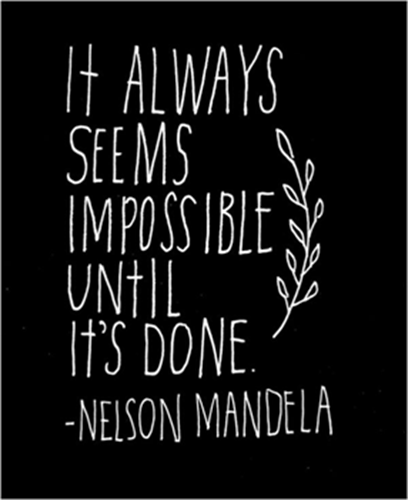 It ALWAYS
SEEMS
IMPOSSIBLE
UNtIL
It'S DONE.
-NELSON MANDELA